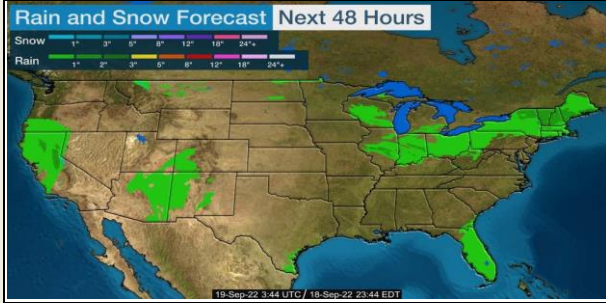 Rain and Snow Forecast Next 48 Hours
Snow 1" 3" 5" 8" 12" 18" 24"+
Rain 1" 2" 3" 5" 8" 12" 18" 24"+
19-Sep-22 3:44 UTC / 18-Sep-22 23:44 EDT